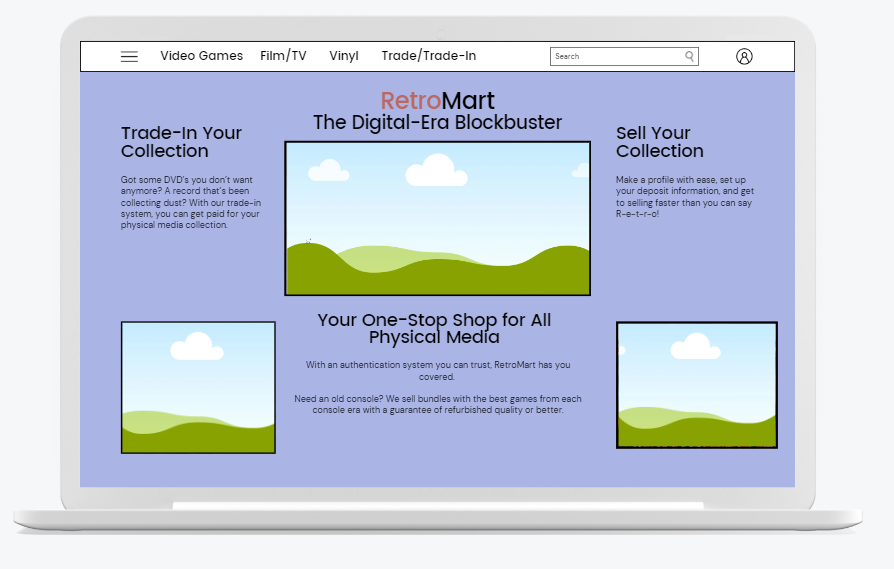 Video Games Film/TV Vinyl Trade/Trade-In Search
RetroMart
The Digital-Era Blockbuster
Trade-In Your
Collection
Got some DVD's you don't want
anymore? A record that's been
collecting dust? With our trade-in
system, you can get paid for your
physical media collection.
Sell Your
Collection
Make a profile with ease, set up
your deposit information, and get
to selling faster than you can say
R-e-t-r-o!
Your One-Stop Shop for All
Physical Media
With an authentication system you can trust, RetroMart has you
covered.
Need an old console? We sell bundles with the best games from each
console era with a guarantee of refurbished quality or better.